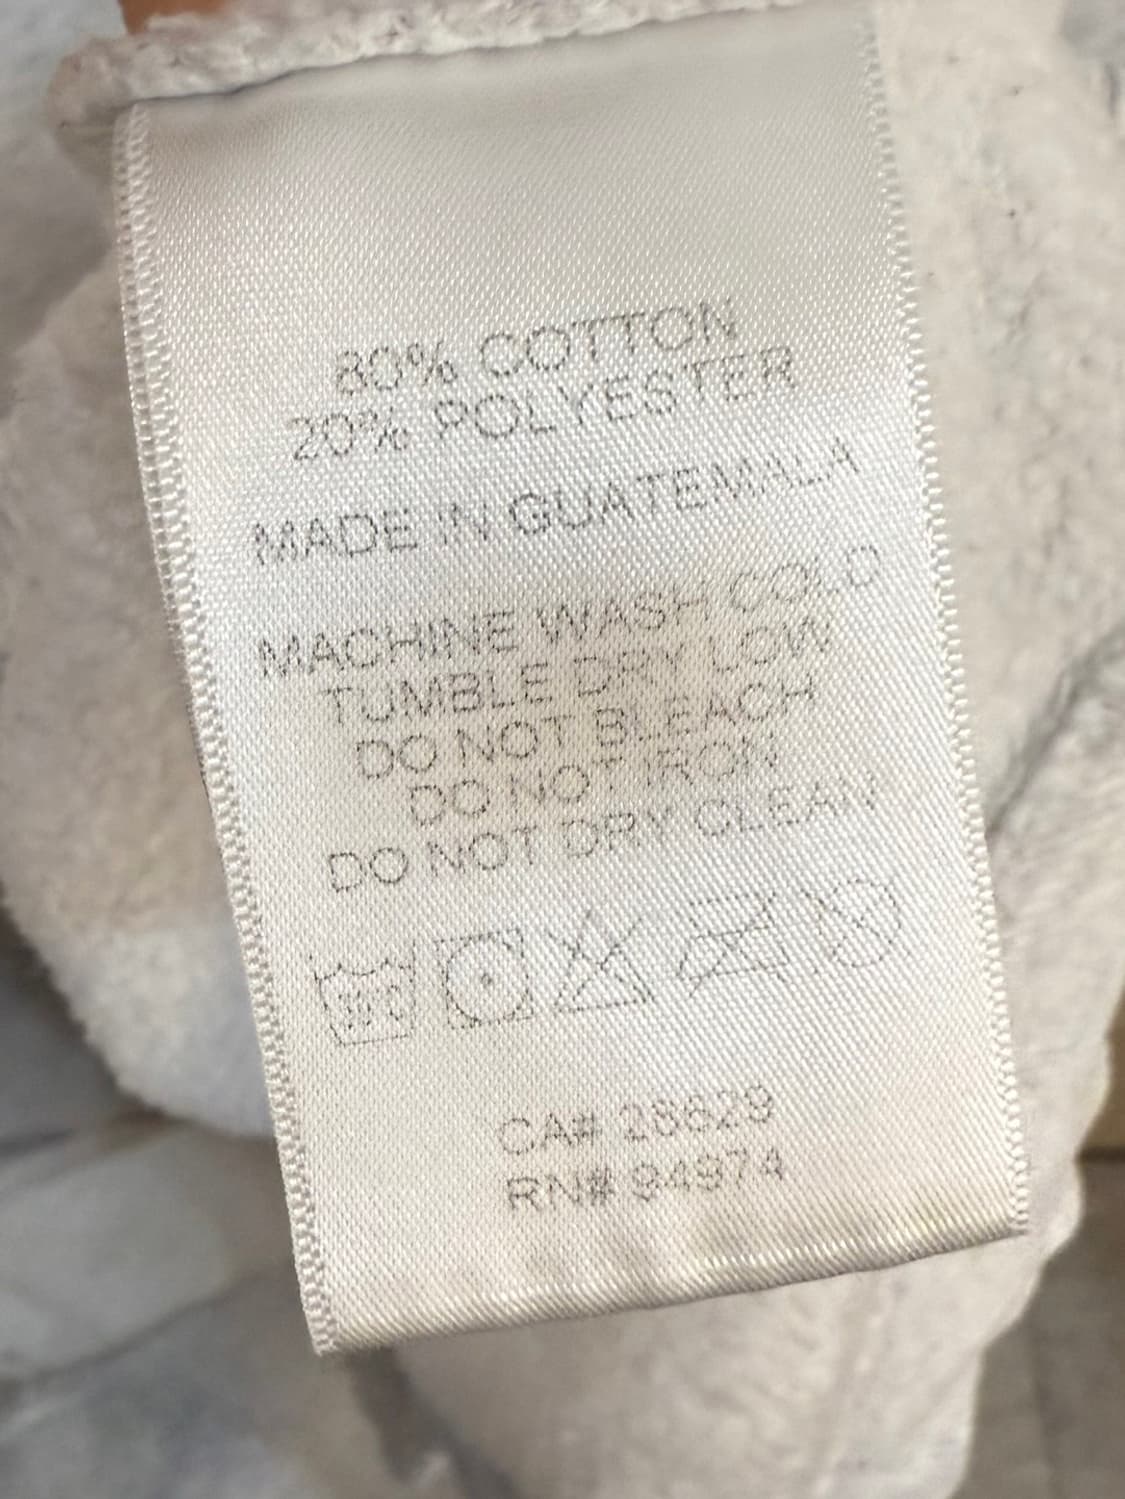 80% COTTON
20% POLYESTER
MADE IN GUATEMALA
MACHINE WASH COLD
TUMBLE DRY LOW
DO NOT BLEACH
DO NOT IRON
DO NOT DRY CLEAN
30°C
CA# 28629
RN# 94974